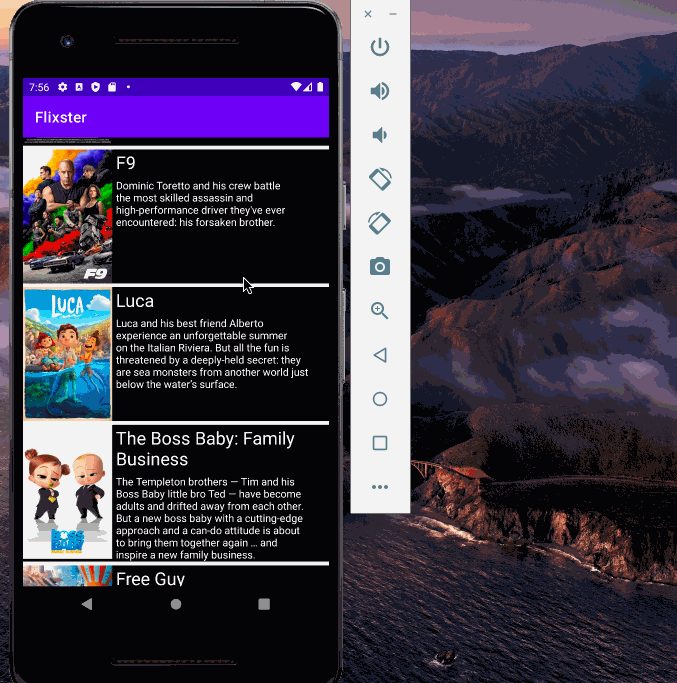 7:56
Flixster
F9
Dominic Toretto and his crew battle
the most skilled assassin and
high-performance driver they've ever
encountered: his forsaken brother.
F9
LUCA
Luca
Luca and his best friend Alberto
experience an unforgettable summer
on the Italian Riviera. But all the fun is
threatened by a deeply-held secret: they
are sea monsters from another world just
below the water's surface.
The Boss Baby: Family
Business
The Templeton brothers — Tim and his
Boss Baby little bro Ted — have become
adults and drifted away from each other.
But a new boss baby with a cutting-edge
approach and a can-do attitude is about
to bring them together again … and
inspire a new family business.
Free Guy